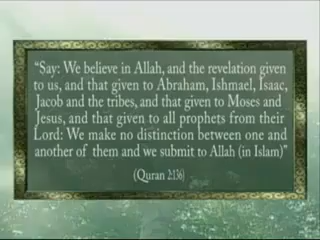 “Say: We believe in Allah, and the revelation given
to us, and that given to Abraham, Ishmael, Isaac,
Jacob and the tribes, and that given to Moses and
Jesus, and that given to all prophets from their
Lord: We make no distinction between one and
another of them and we submit to Allah (in Islam)”
(Quran 2:136)